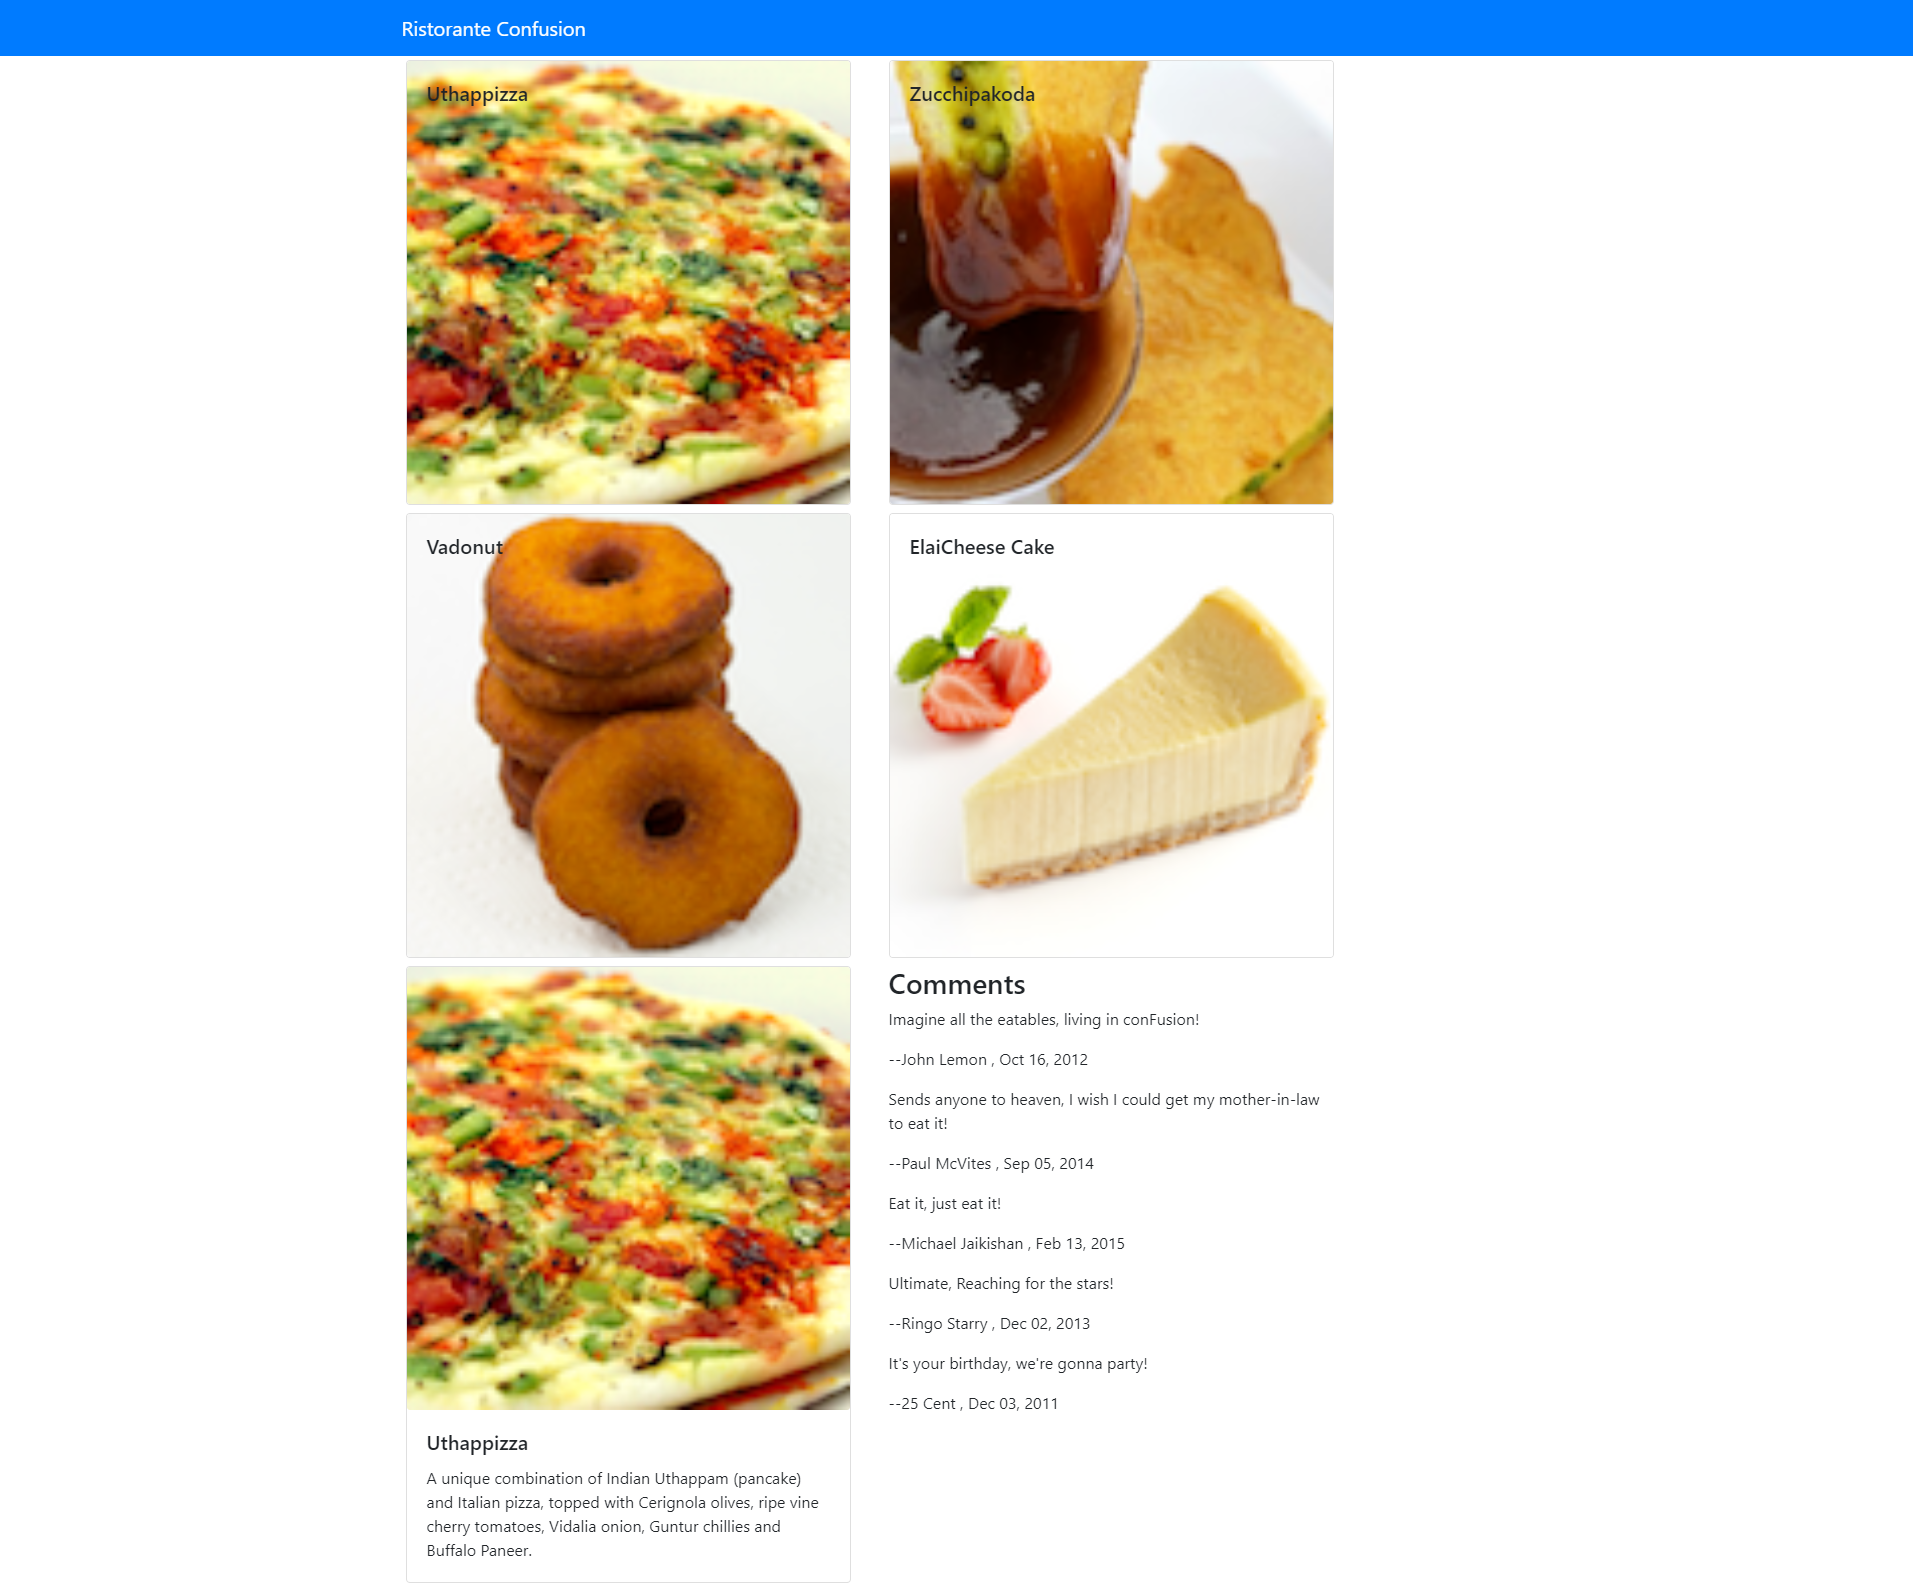 Ristorante Confusion
Uthappizza
Zucchipakoda
Vadonut
ElaiCheese Cake
Uthappizza
A unique combination of Indian Uthappam (pancake)
and Italian pizza, topped with Cerignola olives, ripe vine
cherry tomatoes, Vidalia onion, Guntur chillies and
Buffalo Paneer.
Comments
Imagine all the eatables, living in conFusion!
--John Lemon , Oct 16, 2012
Sends anyone to heaven, I wish I could get my mother-in-law
to eat it!
--Paul McVites , Sep 05, 2014
Eat it, just eat it!
--Michael Jaikishan , Feb 13, 2015
Ultimate, Reaching for the stars!
--Ringo Starry , Dec 02, 2013
It's your birthday, we're gonna party!
--25 Cent , Dec 03, 2011